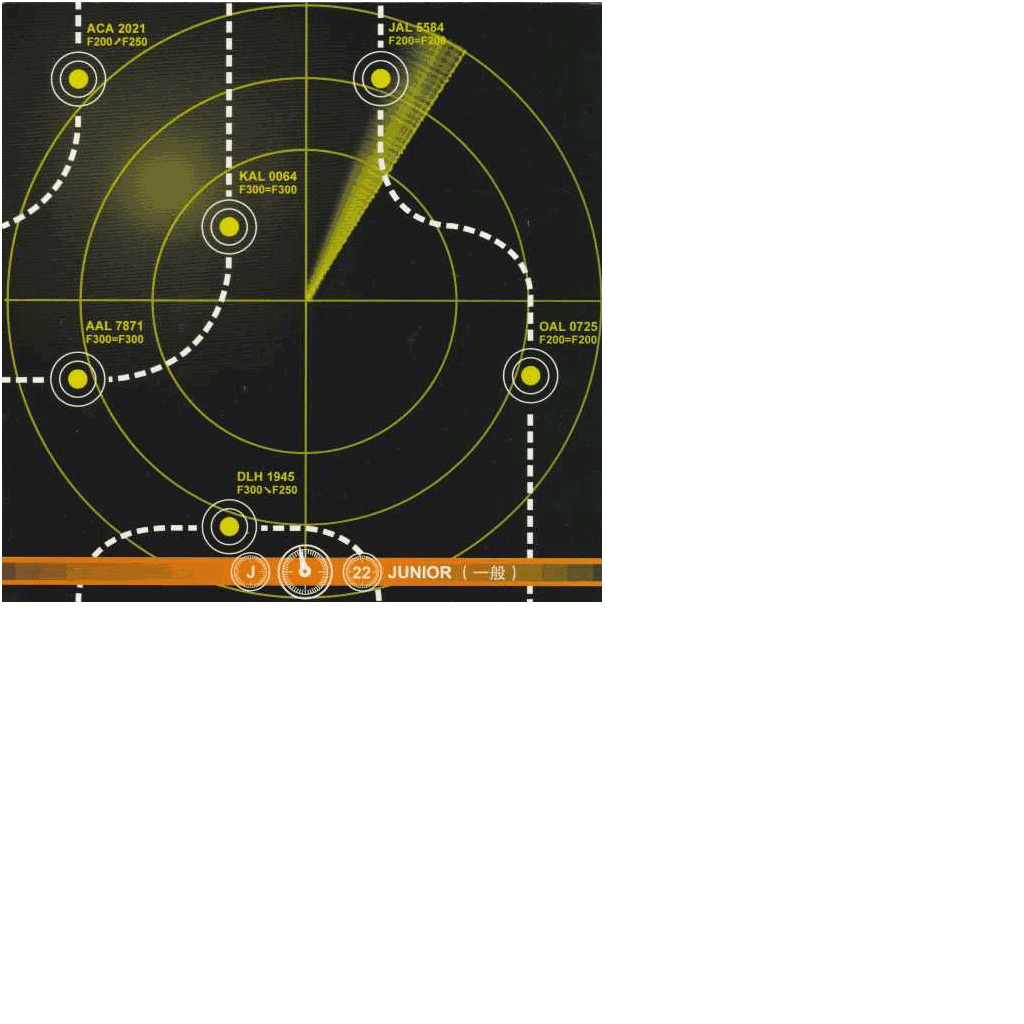 ACA 2021
F200↗F250
JAL 5584
F200=F200
KAL 0064
F300=F300
AAL 7871
F300=F300
OAL 0725
F200=F200
DLH 1945
F300↘F250
J
22
JUNIOR（一般）